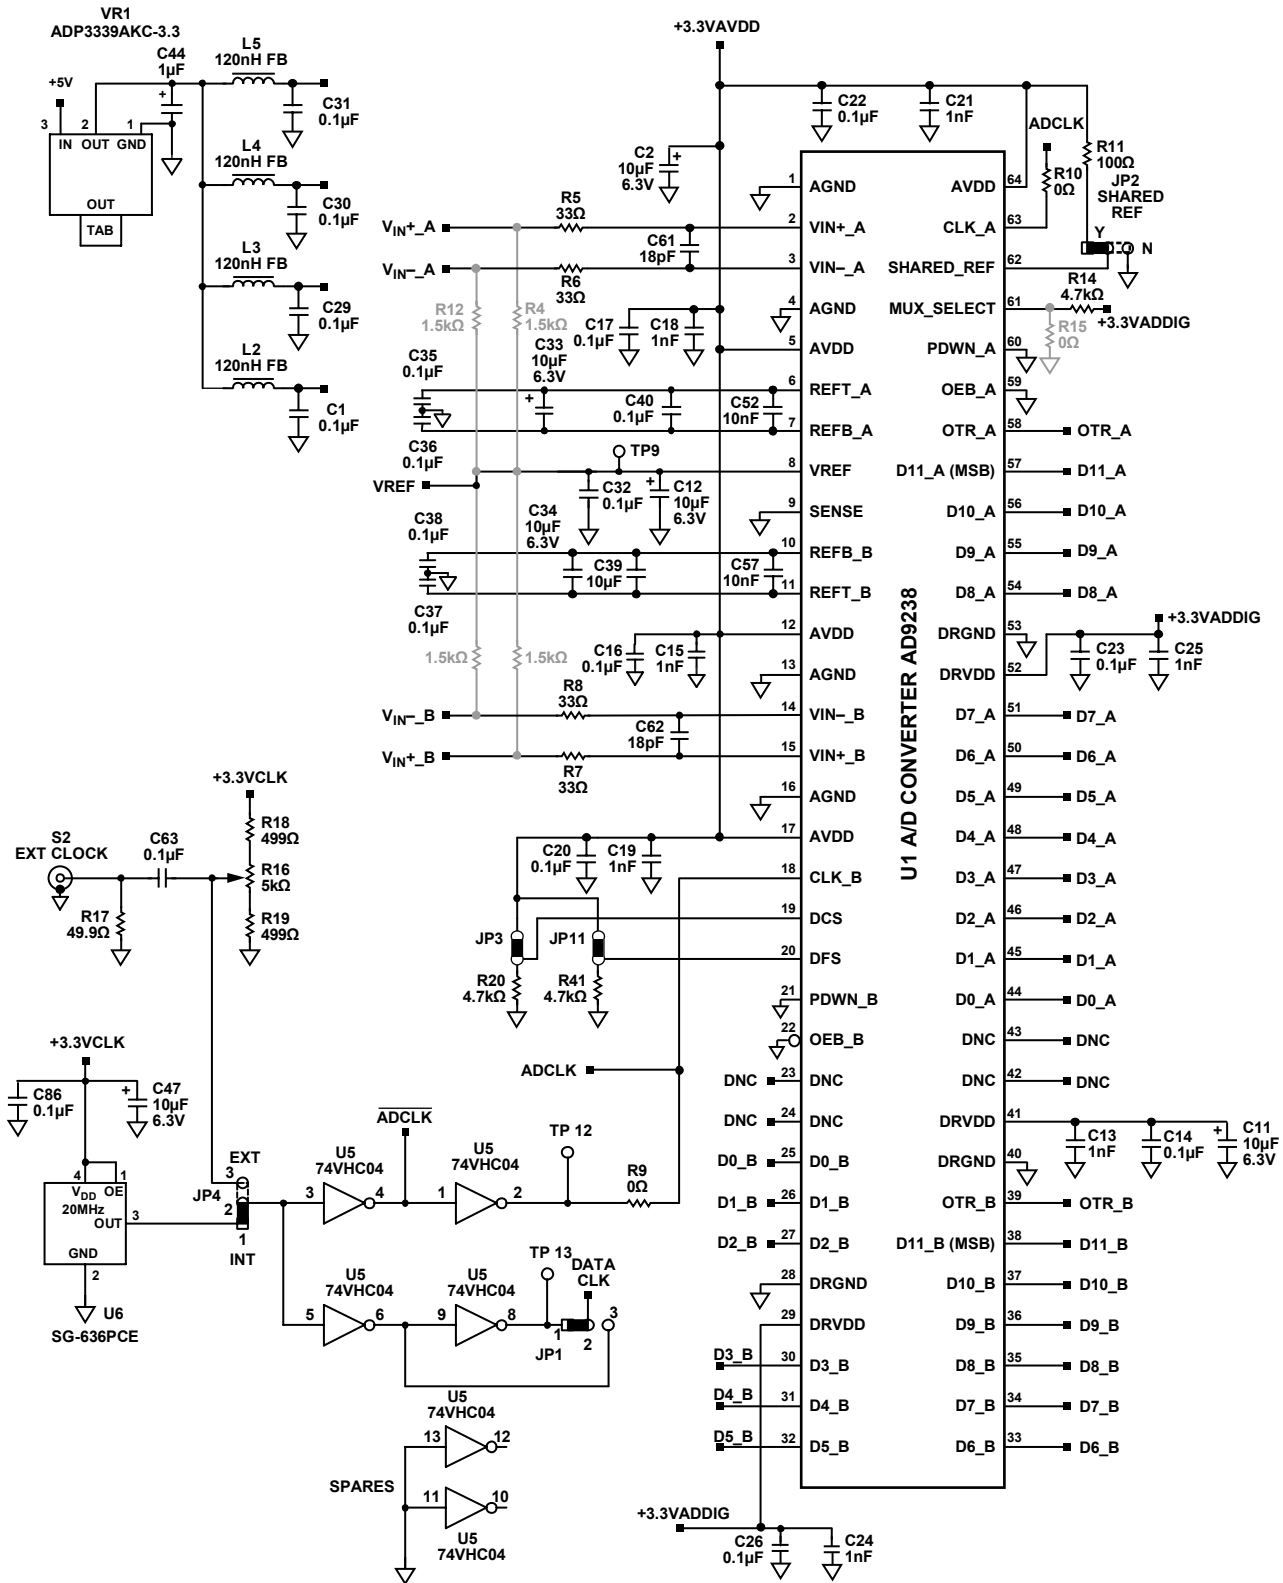 VR1
ADP3339AKC-3.3
C44
1µF
+5V
3
2
1
IN
OUT
GND
OUT
TAB
L5
120nH FB
C31
0.1µF
L4
120nH FB
C30
0.1µF
L3
120nH FB
C29
0.1µF
L2
120nH FB
C1
0.1µF
+3.3VAVDD
C22
0.1µF
C21
1nF
ADCLK
R11
100Ω
R10
0Ω
JP2
SHARED
REF
Y
N
C2
10µF
6.3V
VIN+_A
R5
33Ω
C61
18pF
VIN–_A
R6
33Ω
R12
1.5kΩ
R4
1.5kΩ
C17
0.1µF
C18
1nF
C35
0.1µF
C33
10µF
6.3V
C40
0.1µF
C52
10nF
C36
0.1µF
TP9
VREF
C32
0.1µF
C12
10µF
6.3V
C38
0.1µF
C34
10µF
6.3V
C39
10µF
C57
10nF
C37
0.1µF
1.5kΩ
1.5kΩ
C16
0.1µF
C15
1nF
VIN–_B
R8
33Ω
C62
18pF
VIN+_B
R7
33Ω
C20
0.1µF
C19
1nF
JP3
JP11
R20
4.7kΩ
R41
4.7kΩ
ADCLK
U1 A/D CONVERTER AD9238
1 AGND
2 VIN+_A
3 VIN–_A
4 AGND
5 AVDD
6 REFT_A
7 REFB_A
8 VREF
9 SENSE
10 REFB_B
11 REFT_B
12 AVDD
13 AGND
14 VIN–_B
15 VIN+_B
16 AGND
17 AVDD
18 CLK_B
19 DCS
20 DFS
21 PDWN_B
22 OEB_B
DNC 23 DNC
DNC 24 DNC
D0_B 25 D0_B
D1_B 26 D1_B
D2_B 27 D2_B
28 DRGND
29 DRVDD
D3_B 30 D3_B
D4_B 31 D4_B
D5_B 32 D5_B
AVDD 64
CLK_A 63
SHARED_REF 62
MUX_SELECT 61
R14
4.7kΩ
+3.3VADDIG
R15
0Ω
PDWN_A 60
OEB_A 59
OTR_A 58 OTR_A
D11_A (MSB) 57 D11_A
D10_A 56 D10_A
D9_A 55 D9_A
D8_A 54 D8_A
DRGND 53
+3.3VADDIG
DRVDD 52
C23
0.1µF
C25
1nF
D7_A 51 D7_A
D6_A 50 D6_A
D5_A 49 D5_A
D4_A 48 D4_A
D3_A 47 D3_A
D2_A 46 D2_A
D1_A 45 D1_A
D0_A 44 D0_A
DNC 43 DNC
DNC 42 DNC
DRVDD 41
C13
1nF
C14
0.1µF
C11
10µF
6.3V
DRGND 40
OTR_B 39 OTR_B
D11_B (MSB) 38 D11_B
D10_B 37 D10_B
D9_B 36 D9_B
D8_B 35 D8_B
D7_B 34 D7_B
D6_B 33 D6_B
+3.3VADDIG
C26
0.1µF
C24
1nF
+3.3VCLK
R18
499Ω
S2
EXT CLOCK
C63
0.1µF
R16
5kΩ
R17
49.9Ω
R19
499Ω
+3.3VCLK
C86
0.1µF
C47
10µF
6.3V
4
1
VDD
OE
20MHz
OUT
3
GND
2
U6
SG-636PCE
EXT
3
JP4
2
1
INT
ADCLK
U5
74VHC04
3
4
U5
74VHC04
1
2
TP 12
R9
0Ω
U5
74VHC04
5
6
U5
74VHC04
9
8
TP 13
DATA
CLK
3
1
2
JP1
U5
74VHC04
13
12
SPARES
11
10
U5
74VHC04